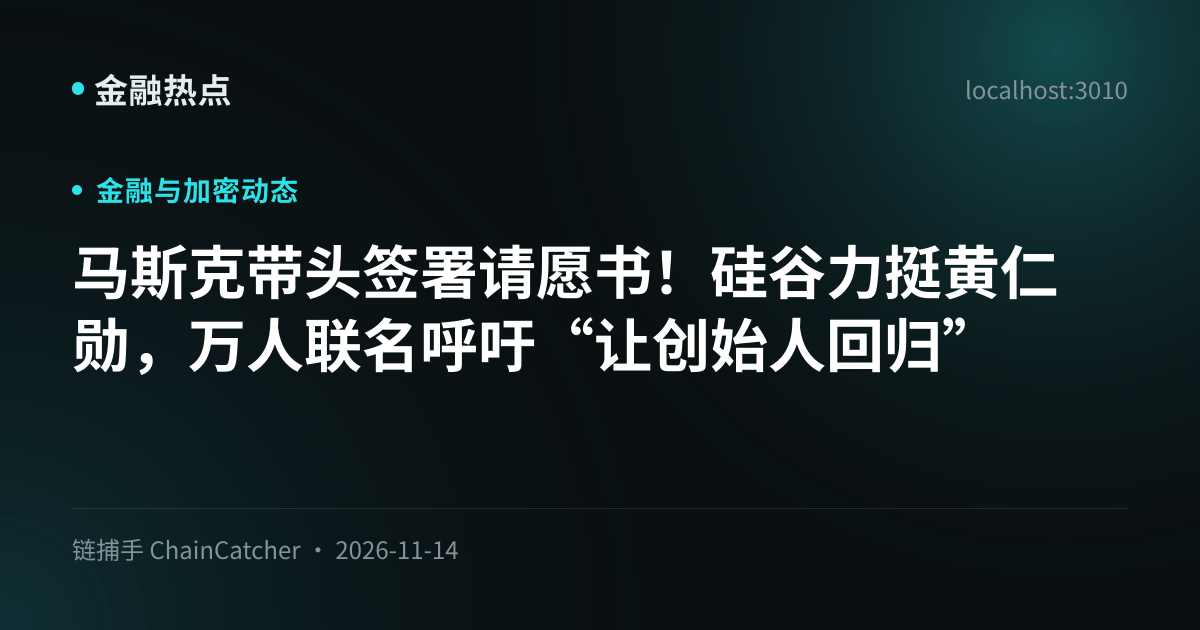 金融热点
localhost:3010
金融与加密动态
马斯克带头签署请愿书！硅谷力挺黄仁
勋，万人联名呼吁“让创始人回归”
链捕手 ChainCatcher · 2026-11-14